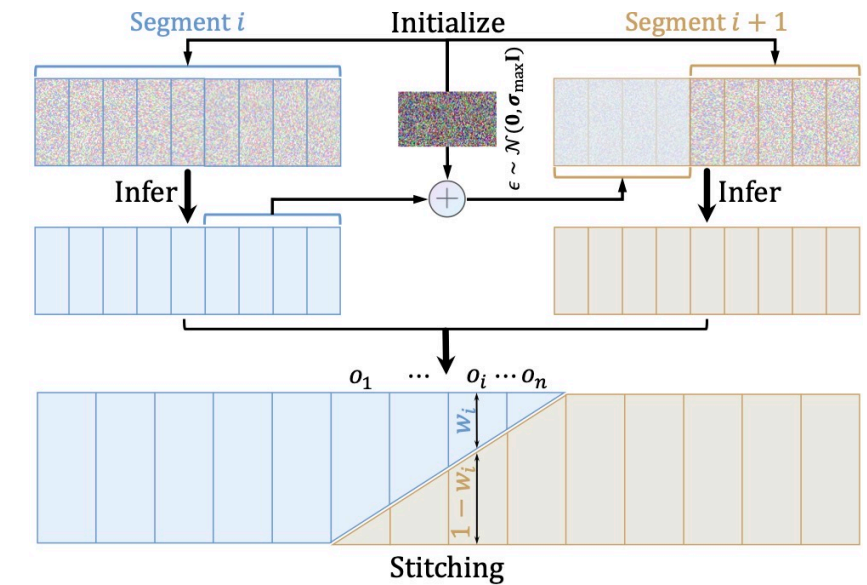 Segment i
Initialize
Segment i + 1
ϵ ∼ 𝒩(𝟎, 𝝈max𝐈)
Infer
+
Infer
o₁ ⋯ oᵢ ⋯ oₙ
wᵢ
1 − wᵢ
Stitching